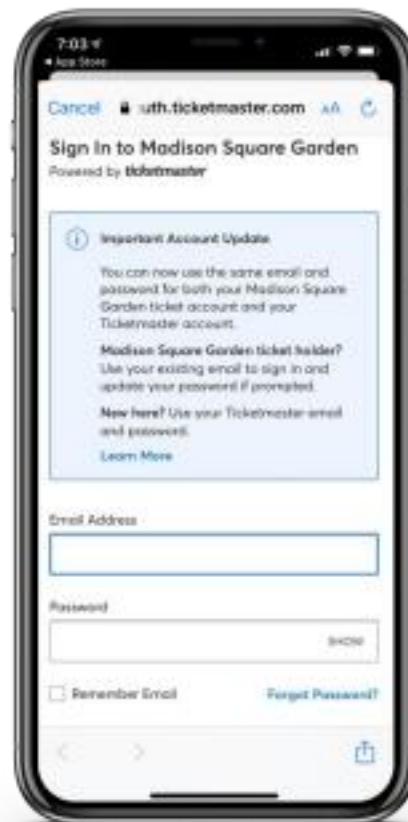 7:03
App Store
Cancel uth.ticketmaster.com AA
Sign In to Madison Square Garden
Powered by ticketmaster
Important Account Update
You can now use the same email and
password for both your Madison Square
Garden ticket account and your
Ticketmaster account.
Madison Square Garden ticket holder?
Use your existing email to sign in and
update your password if prompted.
New here? Use your Ticketmaster email
and password.
Learn More
Email Address
Password
SHOW
Remember Email Forgot Password?